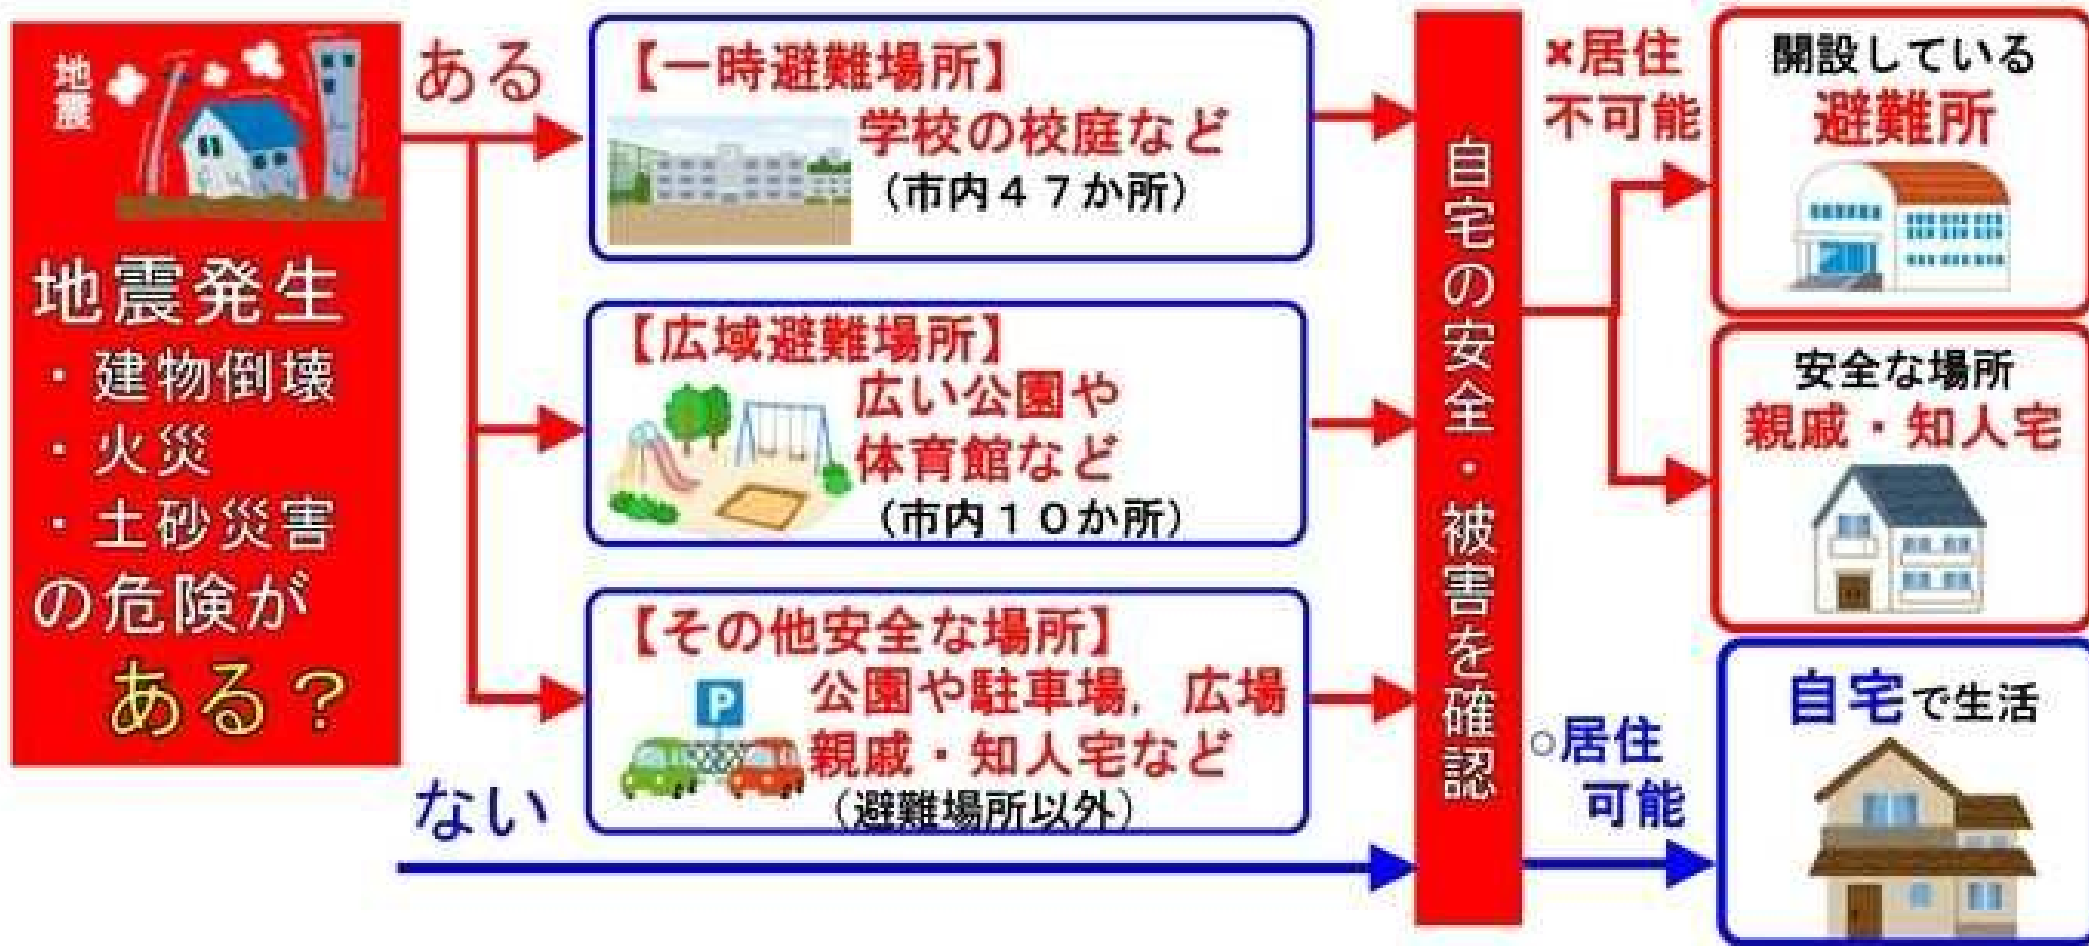 地震
地震発生
・建物倒壊
・火災
・土砂災害
の危険が
ある？
ある
ない
【一時避難場所】
学校の校庭など
（市内４７か所）
【広域避難場所】
広い公園や
体育館など
（市内１０か所）
【その他安全な場所】
P
公園や駐車場，広場
親戚・知人宅など
（避難場所以外）
自宅の安全・被害を確認
×居住
不可能
開設している
避難所
安全な場所
親戚・知人宅
○居住
可能
自宅で生活